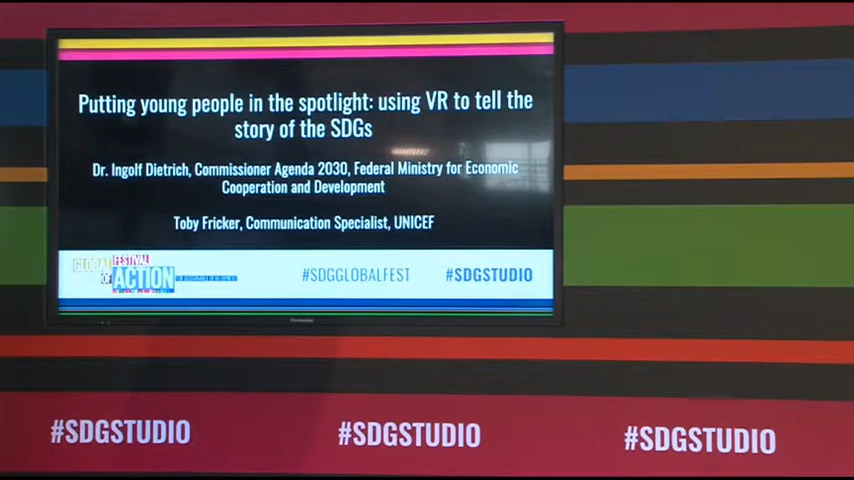 Putting young people in the spotlight: using VR to tell the
story of the SDGs
Dr. Ingolf Dietrich, Commissioner Agenda 2030, Federal Ministry for Economic
Cooperation and Development
Toby Fricker, Communication Specialist, UNICEF
GLOBAL FESTIVAL
OF ACTION
#SDGGLOBALFEST #SDGSTUDIO
#SDGSTUDIO #SDGSTUDIO #SDGSTUDIO